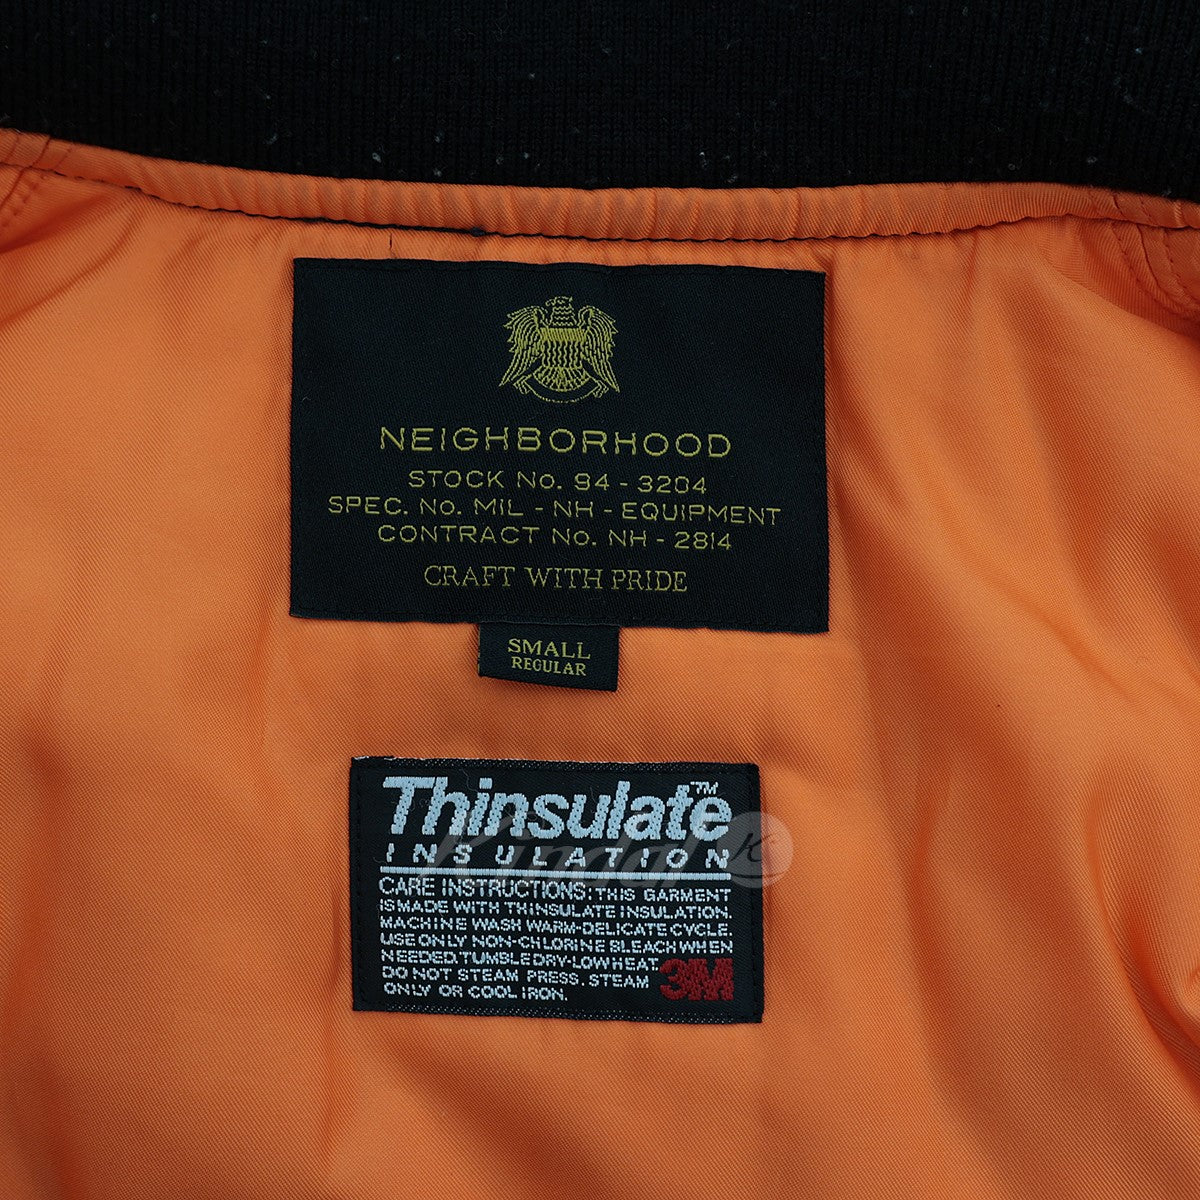 NEIGHBORHOOD
STOCK No. 94 - 3204
SPEC. No. MIL - NH - EQUIPMENT
CONTRACT No. NH - 2814
CRAFT WITH PRIDE
SMALL
REGULAR
Thinsulate™
INSULATION
Kindal K
CARE INSTRUCTIONS: THIS GARMENT
IS MADE WITH THINSULATE INSULATION.
MACHINE WASH WARM-DELICATE CYCLE.
USE ONLY NON-CHLORINE BLEACH WHEN
NEEDED. TUMBLE DRY-LOW HEAT.
DO NOT STEAM PRESS. STEAM
ONLY OR COOL IRON.
3M